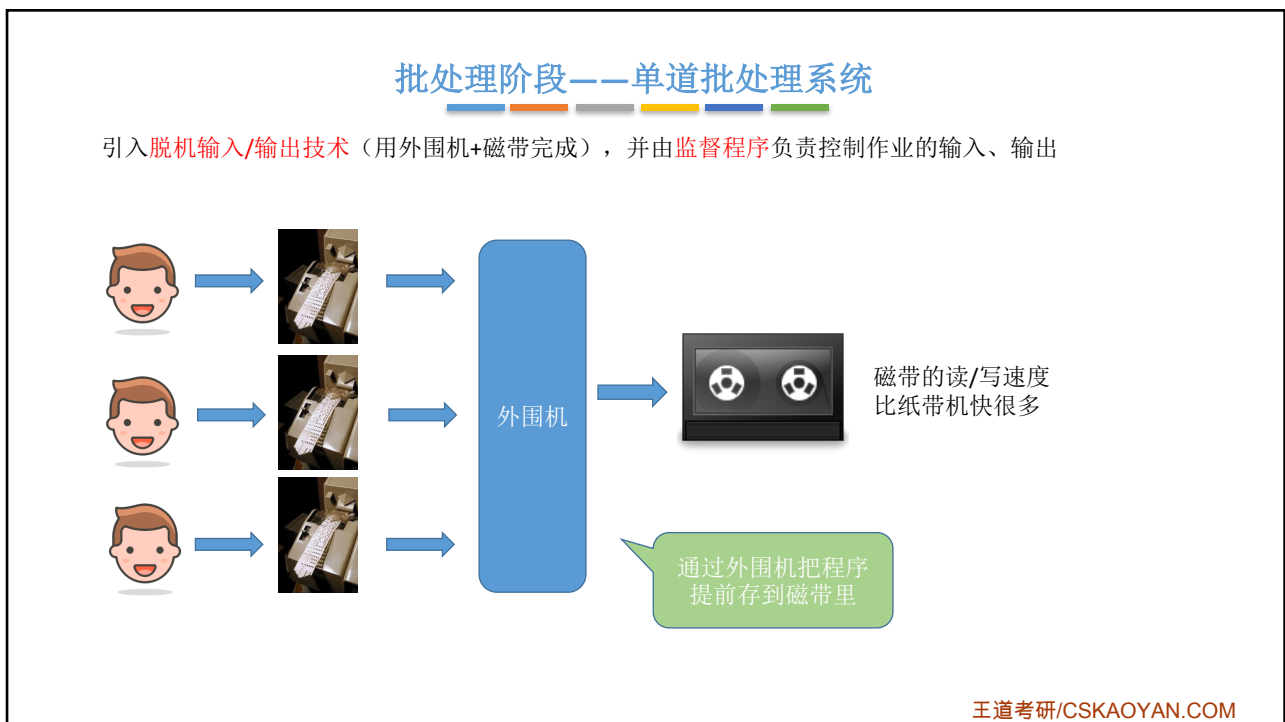 批处理阶段——单道批处理系统
引入脱机输入/输出技术（用外围机+磁带完成），并由监督程序负责控制作业的输入、输出
外围机
磁带的读/写速度
比纸带机快很多
通过外围机把程序
提前存到磁带里
王道考研/CSKAOYAN.COM